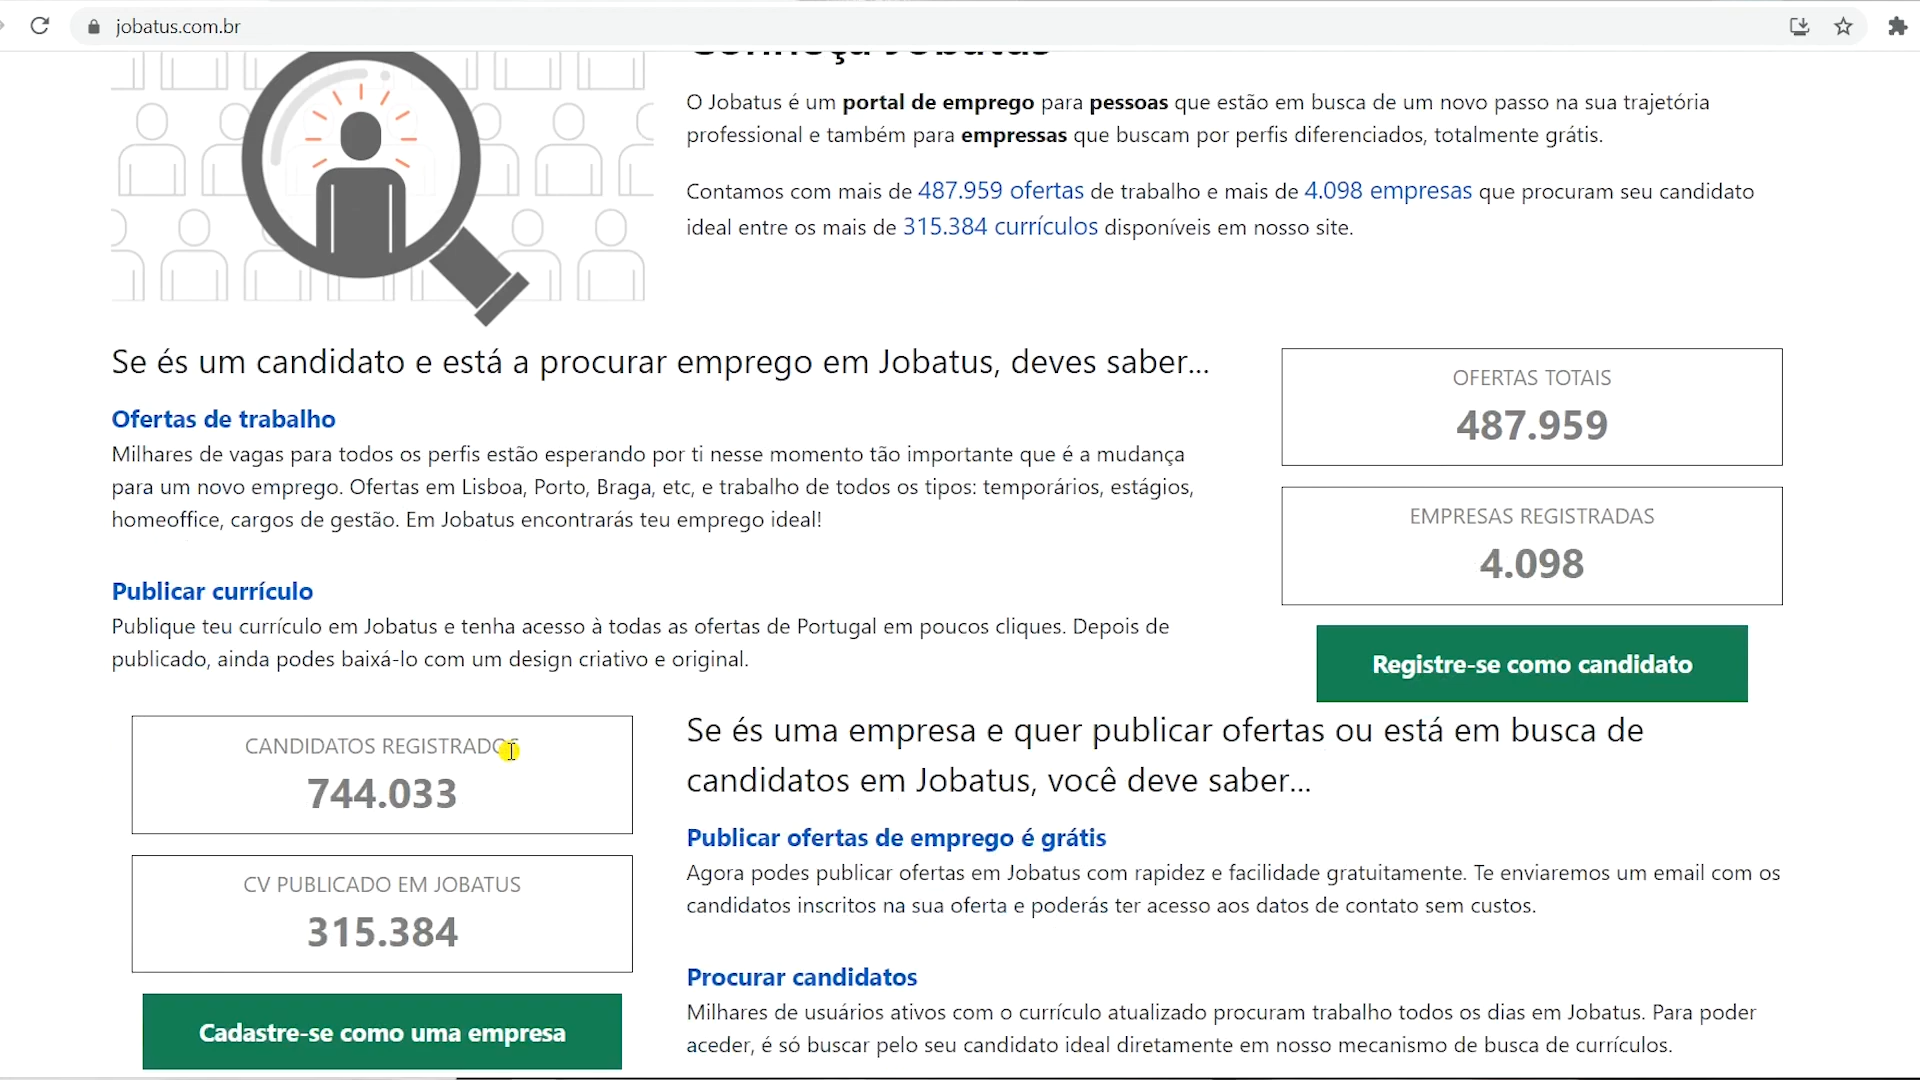 jobatus.com.br
Conheça Jobatus
O Jobatus é um portal de emprego para pessoas que estão em busca de um novo passo na sua trajetória
professional e também para empressas que buscam por perfis diferenciados, totalmente grátis.
Contamos com mais de 487.959 ofertas de trabalho e mais de 4.098 empresas que procuram seu candidato
ideal entre os mais de 315.384 currículos disponíveis em nosso site.
Se és um candidato e está a procurar emprego em Jobatus, deves saber...
Ofertas de trabalho
Milhares de vagas para todos os perfis estão esperando por ti nesse momento tão importante que é a mudança
para um novo emprego. Ofertas em Lisboa, Porto, Braga, etc, e trabalho de todos os tipos: temporários, estágios,
homeoffice, cargos de gestão. Em Jobatus encontrarás teu emprego ideal!
Publicar currículo
Publique teu currículo em Jobatus e tenha acesso à todas as ofertas de Portugal em poucos cliques. Depois de
publicado, ainda podes baixá-lo com um design criativo e original.
OFERTAS TOTAIS
487.959
EMPRESAS REGISTRADAS
4.098
Registre-se como candidato
CANDIDATOS REGISTRADOS
744.033
CV PUBLICADO EM JOBATUS
315.384
Cadastre-se como uma empresa
Se és uma empresa e quer publicar ofertas ou está em busca de
candidatos em Jobatus, você deve saber...
Publicar ofertas de emprego é grátis
Agora podes publicar ofertas em Jobatus com rapidez e facilidade gratuitamente. Te enviaremos um email com os
candidatos inscritos na sua oferta e poderás ter acesso aos datos de contato sem custos.
Procurar candidatos
Milhares de usuários ativos com o currículo atualizado procuram trabalho todos os dias em Jobatus. Para poder
aceder, é só buscar pelo seu candidato ideal diretamente em nosso mecanismo de busca de currículos.